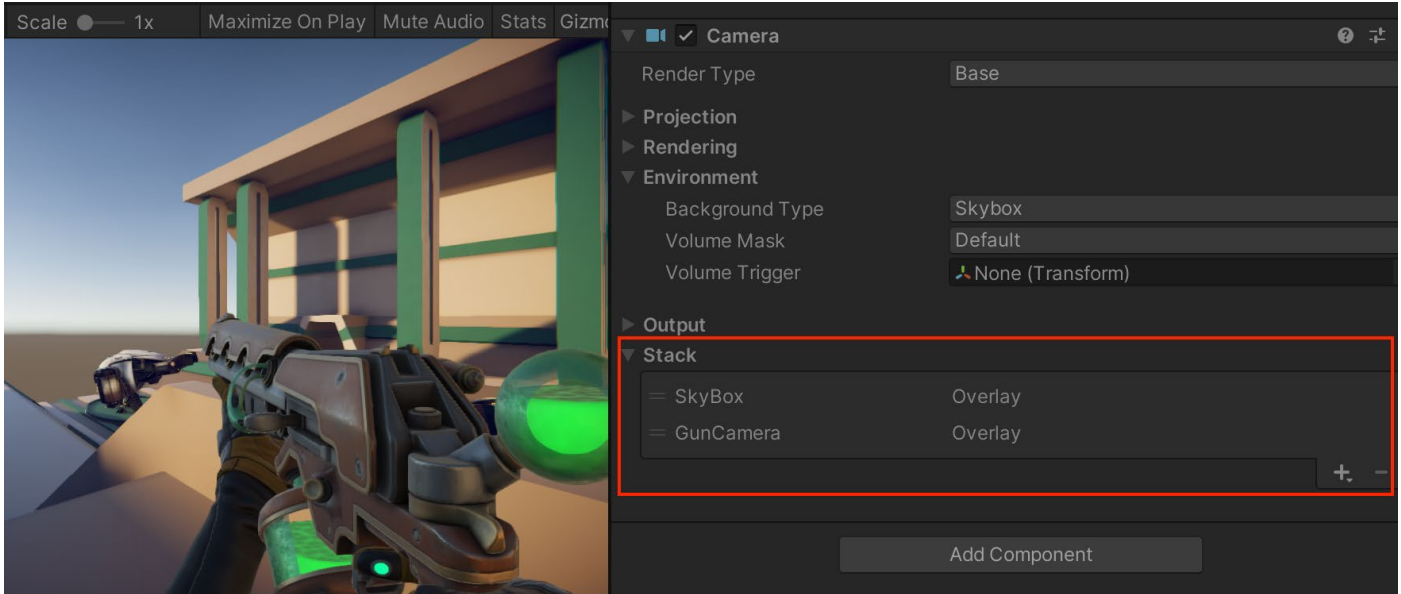 Scale 1x Maximize On Play Mute Audio Stats Gizm
Camera
Render Type Base
Projection
Rendering
Environment
Background Type Skybox
Volume Mask Default
Volume Trigger None (Transform)
Output
Stack
SkyBox Overlay
GunCamera Overlay
Add Component